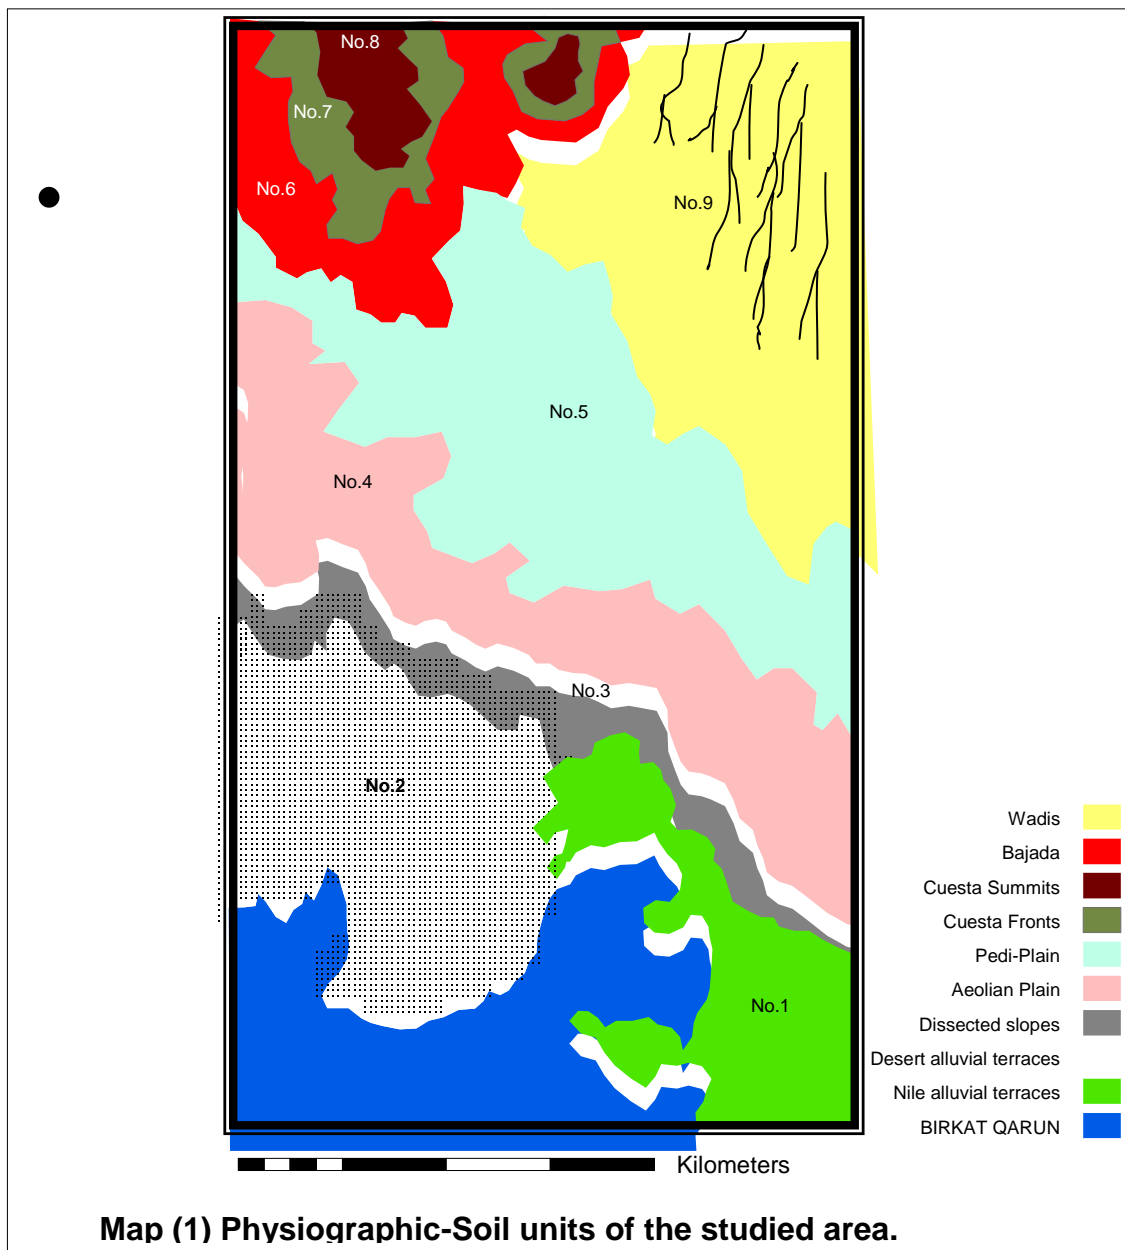 No.8
No.7
No.6
No.9
No.5
No.4
No.3
No.2
No.1
Wadis
Bajada
Cuesta Summits
Cuesta Fronts
Pedi-Plain
Aeolian Plain
Dissected slopes
Desert alluvial terraces
Nile alluvial terraces
BIRKAT QARUN
Kilometers
Map (1) Physiographic-Soil units of the studied area.